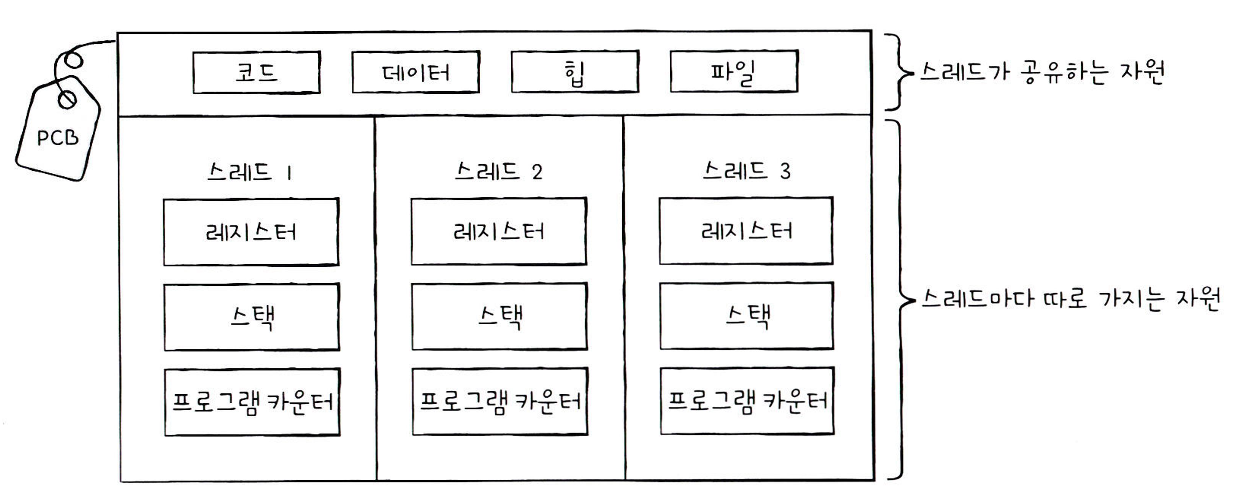 코드 데이터 힙 파일
스레드가 공유하는 자원
PCB
스레드 1 스레드 2 스레드 3
레지스터 레지스터 레지스터
스택 스택 스택
스레드마다 따로 가지는 자원
프로그램 카운터 프로그램 카운터 프로그램 카운터